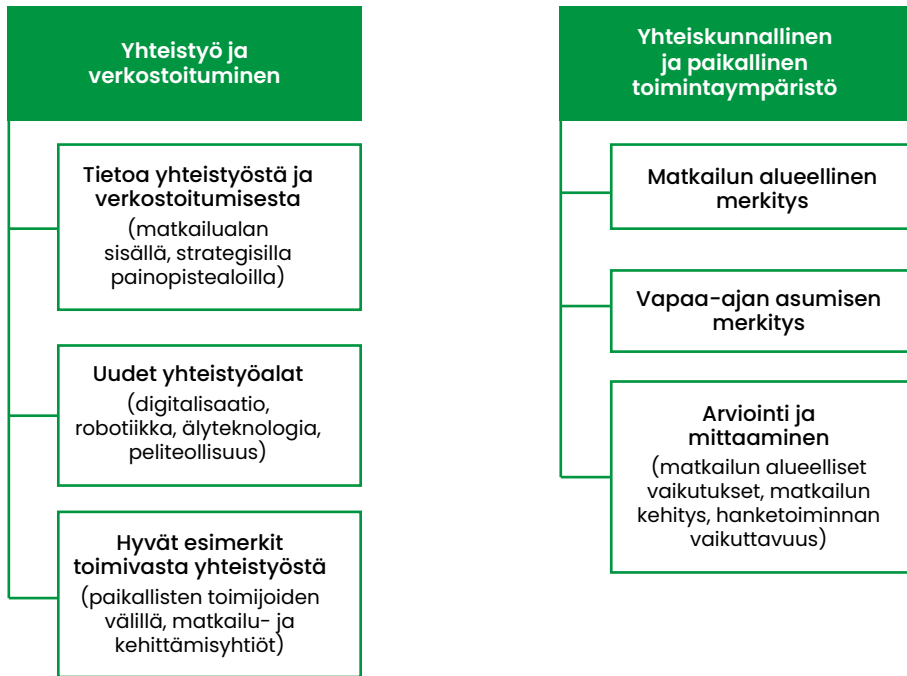 Yhteistyö ja
verkostoituminen
Tietoa yhteistyöstä ja
verkostoitumisesta
(matkailualan
sisällä, strategisilla
painopistealoilla)
Uudet yhteistyöalat
(digitalisaatio,
robotiikka, älyteknologia,
peliteollisuus)
Hyvät esimerkit
toimivasta yhteistyöstä
(paikallisten toimijoiden
välillä, matkailu- ja
kehittämisyhtiöt)
Yhteiskunnallinen
ja paikallinen
toimintaympäristö
Matkailun alueellinen
merkitys
Vapaa-ajan asumisen
merkitys
Arviointi ja
mittaaminen
(matkailun alueelliset
vaikutukset, matkailun
kehitys, hanketoiminnan
vaikuttavuus)